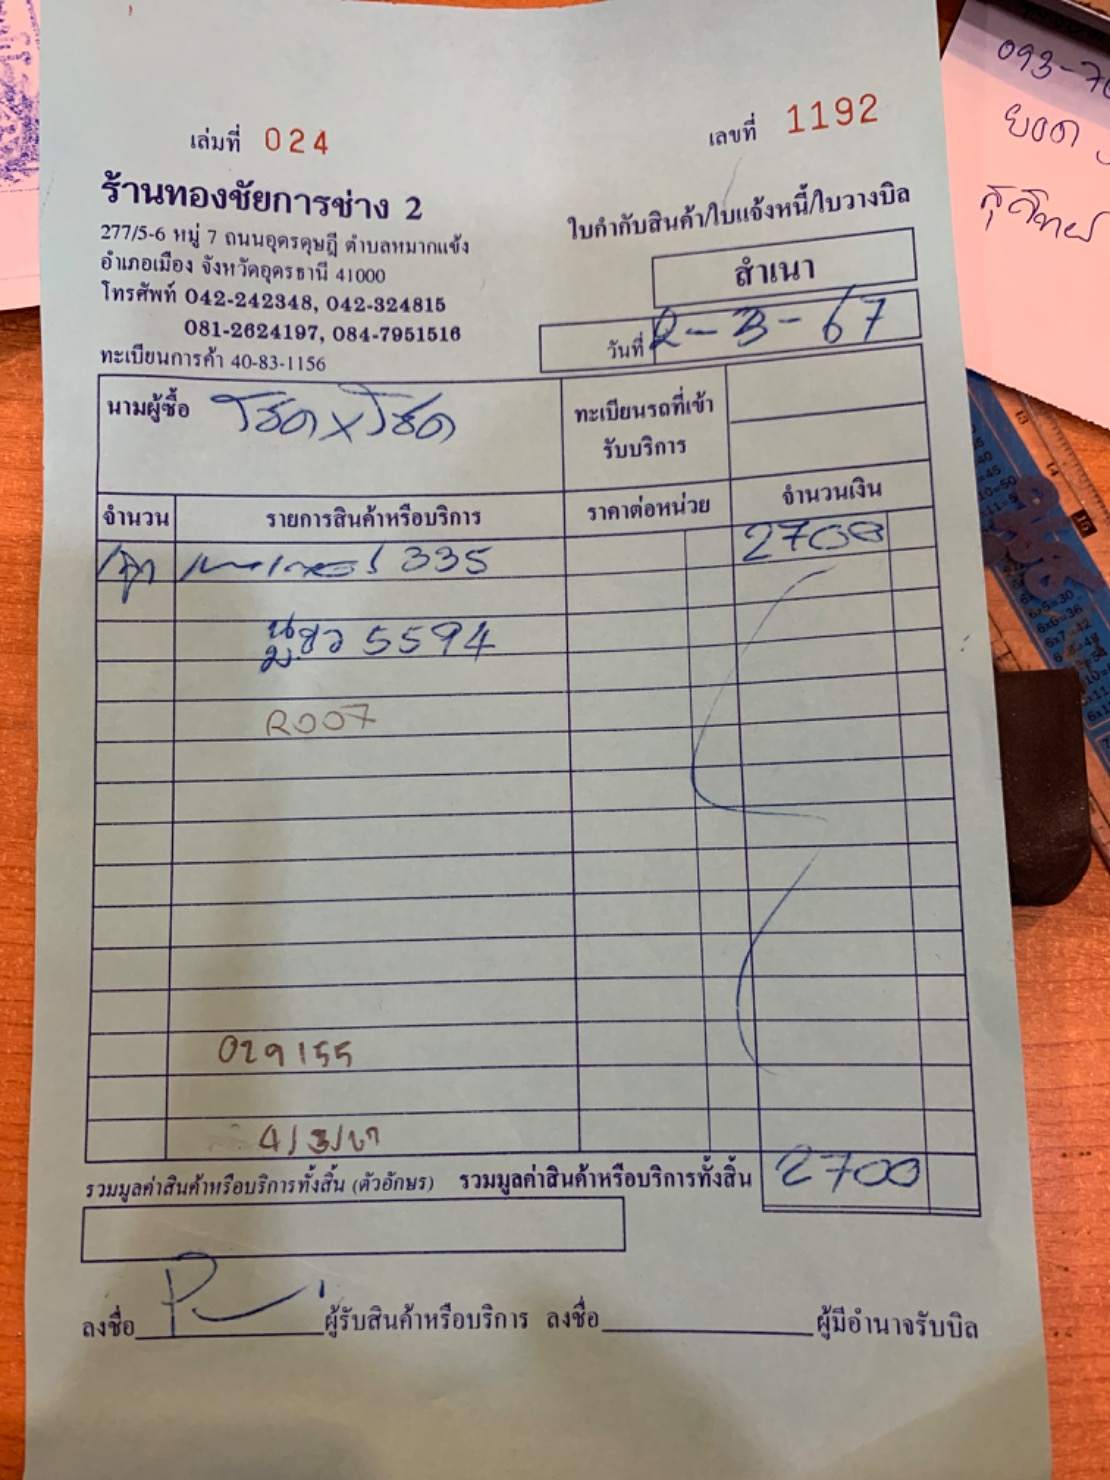 เล่มที่ 024
เลขที่ 1192
ร้านทองชัยการช่าง 2
277/5-6 หมู่ 7 ถนนอุดรดุษฎี ตำบลหมากแข้ง
อำเภอเมือง จังหวัดอุดรธานี 41000
โทรศัพท์ 042-242348, 042-324815
081-2624197, 084-7951516
ทะเบียนการค้า 40-83-1156
ใบกำกับสินค้า/ใบแจ้งหนี้/ใบวางบิล
สำเนา
วันที่ 2-3-67
นามผู้ซื้อ โชคxโชค
ทะเบียนรถที่เข้า
รับบริการ
จำนวน รายการสินค้าหรือบริการ ราคาต่อหน่วย จำนวนเงิน
335 2700
5594
R007
029155
4/3/67
รวมมูลค่าสินค้าหรือบริการทั้งสิ้น (ตัวอักษร) รวมมูลค่าสินค้าหรือบริการทั้งสิ้น 2700
ลงชื่อ ผู้รับสินค้าหรือบริการ ลงชื่อ ผู้มีอำนาจรับบิล
093-76
ยอด